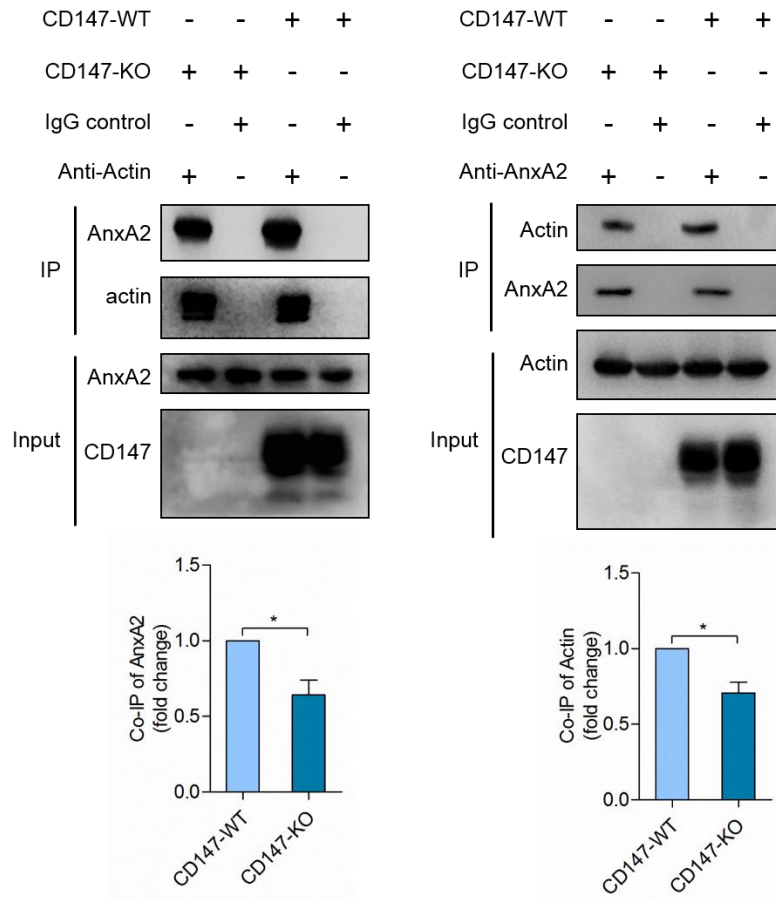 CD147-WT - - + +
CD147-KO + + - -
IgG control - + - +
Anti-Actin + - + -
IP
AnxA2
actin
Input
AnxA2
CD147
1.5
1.0
0.5
0.0
Co-IP of AnxA2
(fold change)
*
CD147-WT
CD147-KO
CD147-WT - - + +
CD147-KO + + - -
IgG control - + - +
Anti-AnxA2 + - + -
IP
Actin
AnxA2
Input
Actin
CD147
1.5
1.0
0.5
0.0
Co-IP of Actin
(fold change)
*
CD147-WT
CD147-KO